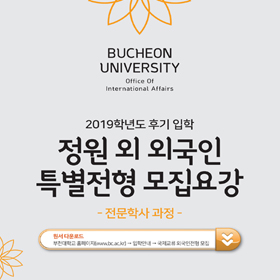 BUCHEON
UNIVERSITY
Office Of
International Affairs
2019학년도 후기 입학
정원 외 외국인
특별전형 모집요강
- 전문학사 과정 -
원서 다운로드
부천대학교 홈페이지(www.bc.ac.kr) → 입학안내 → 국제교류 외국인전형 모집